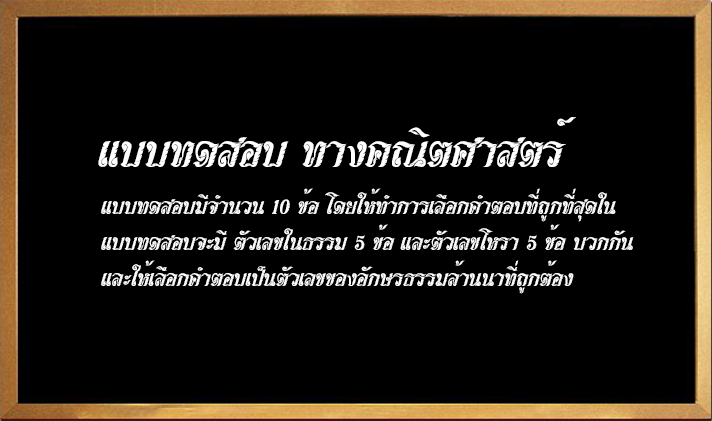 แบบทดสอบ ทางคณิตศาสตร์
แบบทดสอบมีจำนวน 10 ข้อ โดยให้ทำการเลือกคำตอบที่ถูกที่สุดใน
แบบทดสอบจะมี ตัวเลขในธรรม 5 ข้อ และตัวเลขโหรา 5 ข้อ บวกกัน
และให้เลือกคำตอบเป็นตัวเลขของอักษรธรรมล้านนาที่ถูกต้อง